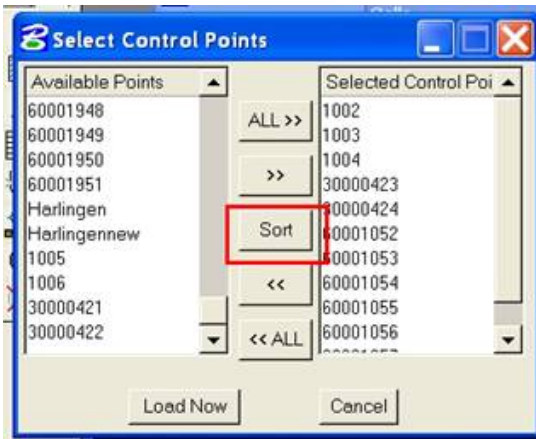 Select Control Points
Available Points
60001948
60001949
60001950
60001951
Harlingen
Harlingennew
1005
1006
30000421
30000422
ALL >>
>>
Sort
<<
<< ALL
Selected Control Poi
1002
1003
1004
30000423
30000424
60001052
60001053
60001054
60001055
60001056
Load Now
Cancel